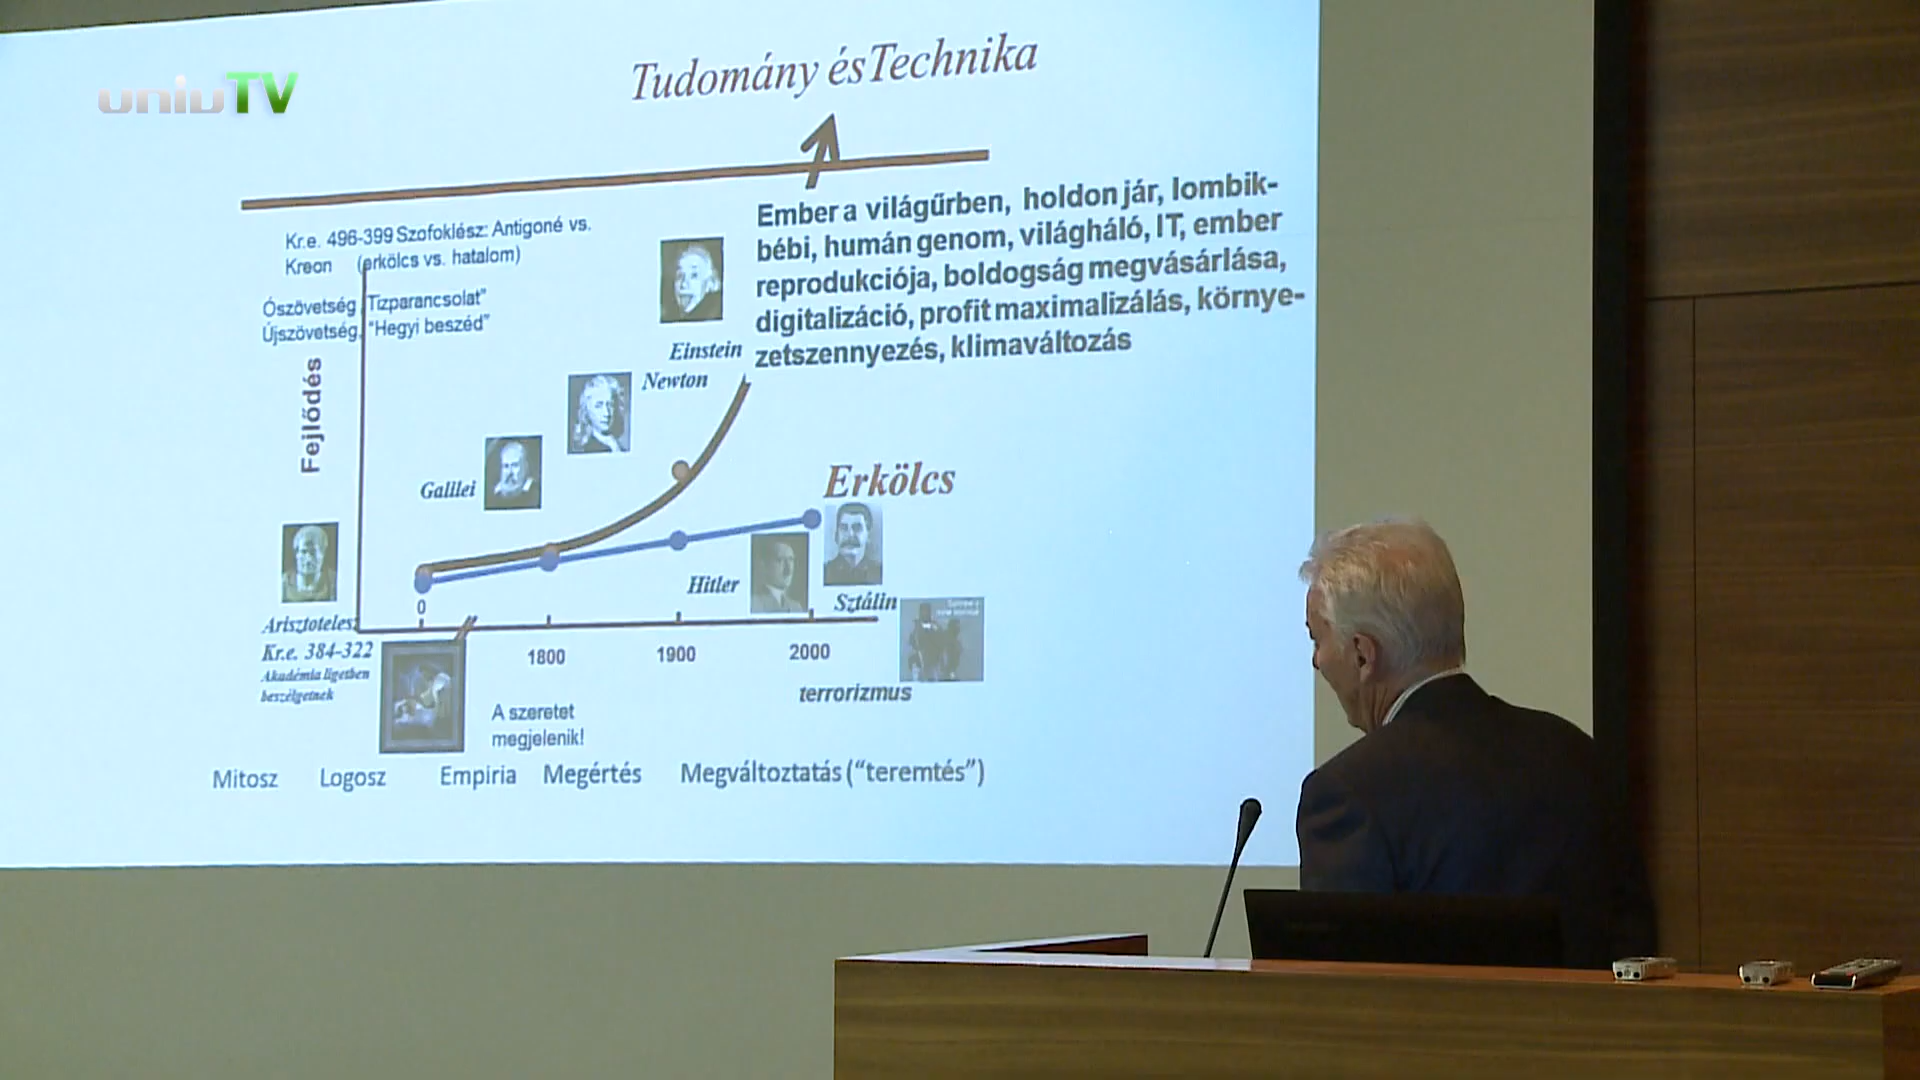 univTV
Tudomány és Technika
Ember a világűrben, holdon jár, lombik-
bébi, humán genom, világháló, IT, ember
reprodukciója, boldogság megvásárlása,
digitalizáció, profit maximalizálás, környe-
zetszennyezés, klimaváltozás
Kr.e. 496-399 Szofoklész: Antigoné vs.
Kreon (erkölcs vs. hatalom)
Ószövetség „Tízparancsolat”
Újszövetség, “Hegyi beszéd”
Fejlődés
Einstein
Newton
Galilei
Erkölcs
Hitler
Sztálin
0
1800
1900
2000
Arisztotelesz
Kr.e. 384-322
Akadémia ligetben
beszélgetnek
terrorizmus
A szeretet
megjelenik!
Mitosz Logosz Empiria Megértés Megváltoztatás (“teremtés”)